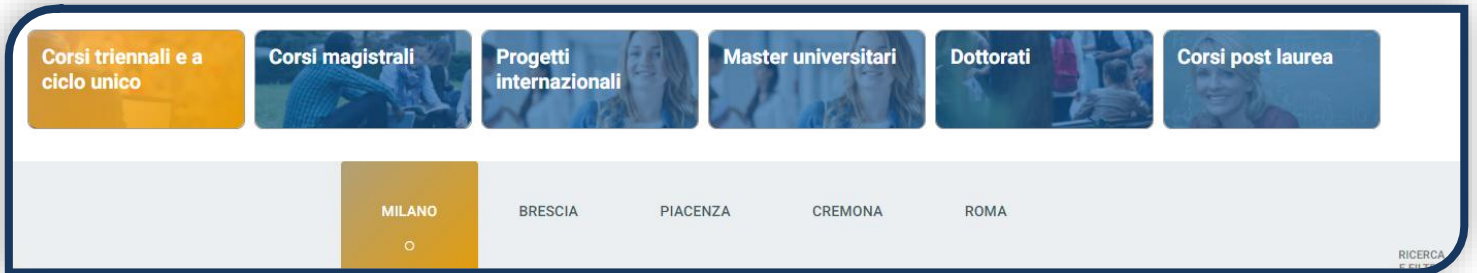 Corsi triennali e a
ciclo unico
Corsi magistrali
Progetti
internazionali
Master universitari
Dottorati
Corsi post laurea
MILANO
BRESCIA
PIACENZA
CREMONA
ROMA
RICERCA